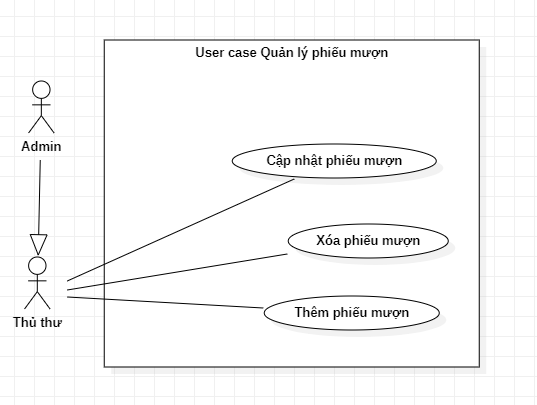 User case Quản lý phiếu mượn
Admin
Cập nhật phiếu mượn
Xóa phiếu mượn
Thêm phiếu mượn
Thủ thư